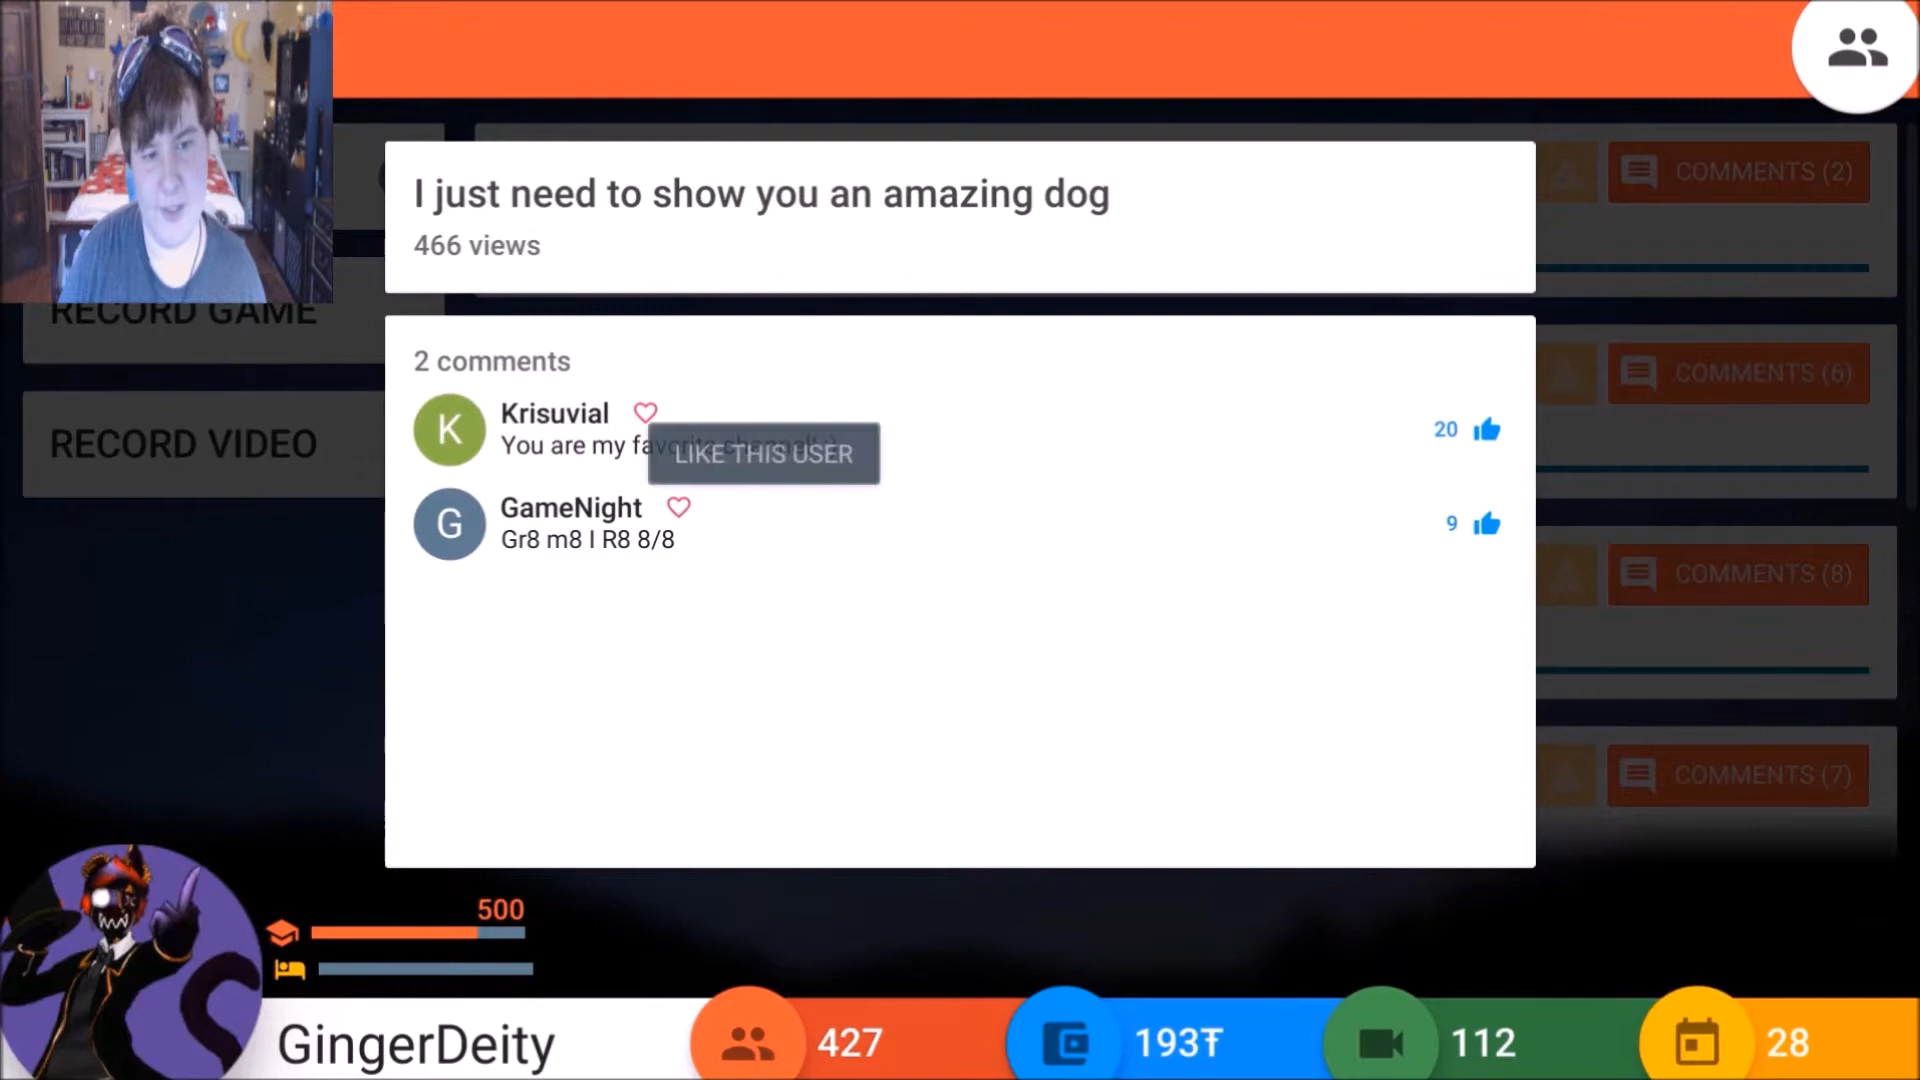 I just need to show you an amazing dog
466 views
COMMENTS (2)
RECORD GAME
2 comments
K
Krisuvial
You are my favorite channel! :)
20
LIKE THIS USER
COMMENTS (6)
RECORD VIDEO
G
GameNight
Gr8 m8 I R8 8/8
9
COMMENTS (8)
COMMENTS (7)
500
GingerDeity
427
193Ŧ
112
28